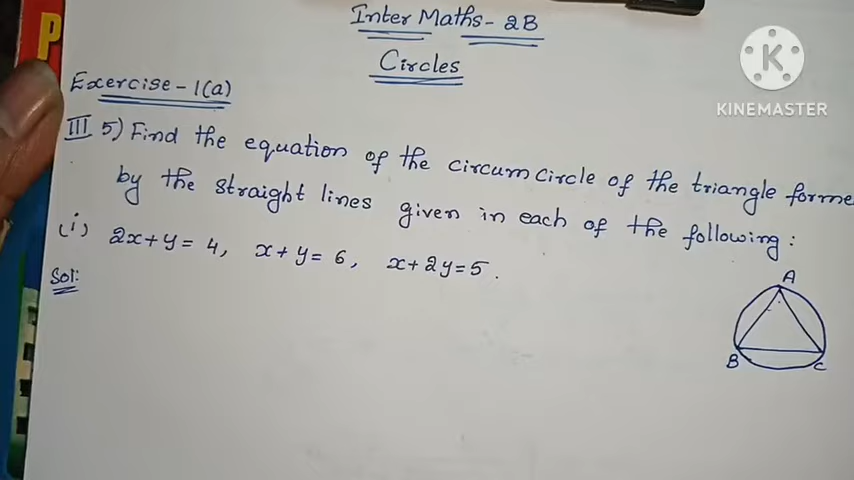 P
Inter Maths - 2B
Circles
K
KINEMASTER
Exercise - 1(a)
III 5) Find the equation of the circumcircle of the triangle forme
by the straight lines given in each of the following :
(i) 2x+y= 4, x+y= 6, x+2y=5.
Sol:
A
B
C